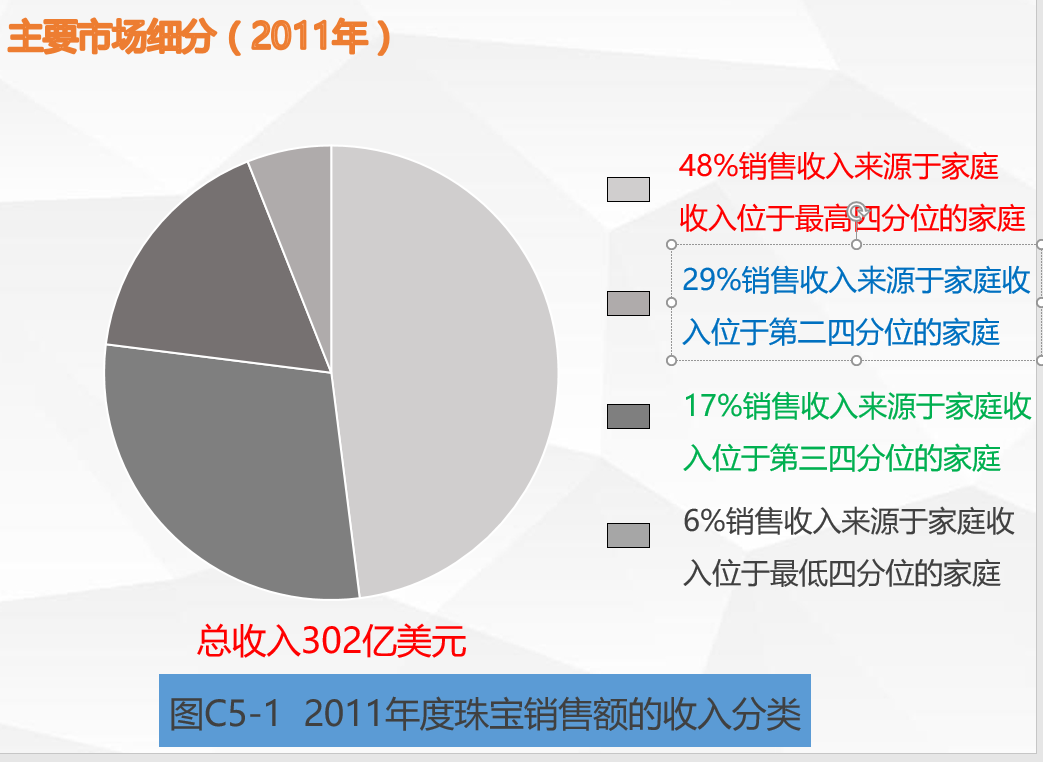 主要市场细分（2011年）
48%销售收入来源于家庭
收入位于最高四分位的家庭
29%销售收入来源于家庭收
入位于第二四分位的家庭
17%销售收入来源于家庭收
入位于第三四分位的家庭
6%销售收入来源于家庭收
入位于最低四分位的家庭
总收入302亿美元
图C5-1 2011年度珠宝销售额的收入分类